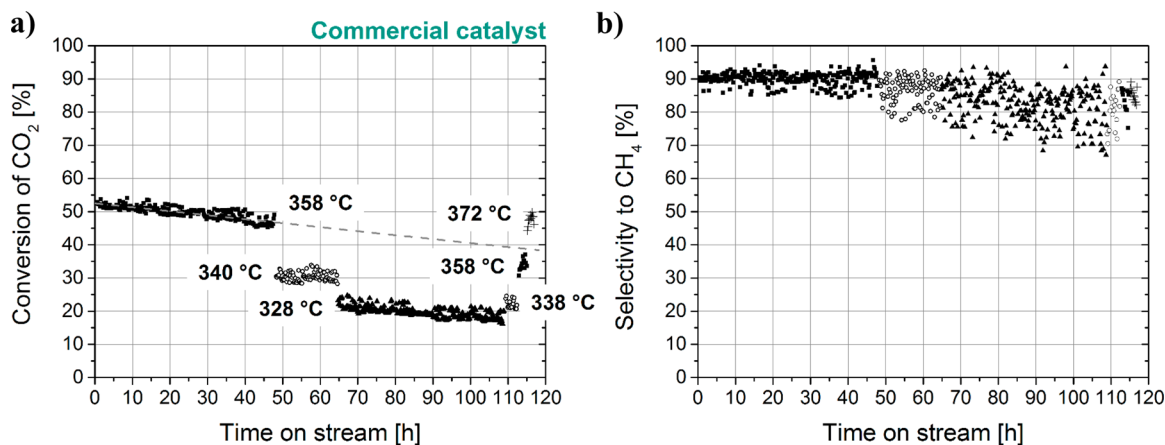 a)
Commercial catalyst
Conversion of CO₂ [%]
100
90
80
70
60
50
40
30
20
10
0
358 °C
372 °C
340 °C
358 °C
328 °C
338 °C
0 10 20 30 40 50 60 70 80 90 100 110 120
Time on stream [h]
b)
Selectivity to CH₄ [%]
100
90
80
70
60
50
40
30
20
10
0
0 10 20 30 40 50 60 70 80 90 100 110 120
Time on stream [h]